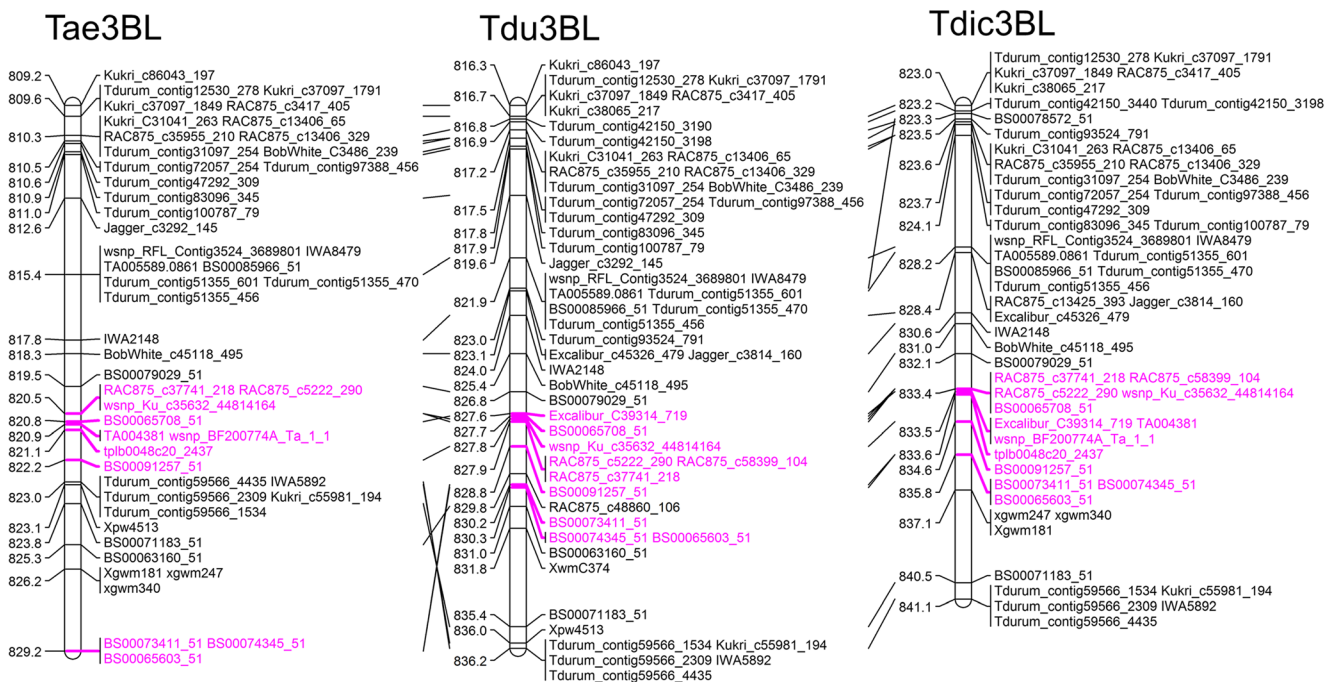 Tae3BL
809.2
809.6
810.3
810.5
810.6
810.9
811.0
812.6
815.4
817.8
818.3
819.5
820.5
820.8
820.9
821.1
822.2
823.0
823.1
823.8
825.3
826.2
829.2
Kukri_c86043_197
Tdurum_contig12530_278 Kukri_c37097_1791
Kukri_c37097_1849 RAC875_c3417_405
Kukri_C31041_263 RAC875_c13406_65
RAC875_c35955_210 RAC875_c13406_329
Tdurum_contig31097_254 BobWhite_C3486_239
Tdurum_contig72057_254 Tdurum_contig97388_456
Tdurum_contig47292_309
Tdurum_contig83096_345
Tdurum_contig100787_79
Jagger_c3292_145
wsnp_RFL_Contig3524_3689801 IWA8479
TA005589.0861 BS00085966_51
Tdurum_contig51355_601 Tdurum_contig51355_470
Tdurum_contig51355_456
IWA2148
BobWhite_c45118_495
BS00079029_51
RAC875_c37741_218 RAC875_c5222_290
wsnp_Ku_c35632_44814164
BS00065708_51
TA004381 wsnp_BF200774A_Ta_1_1
tplb0048c20_2437
BS00091257_51
Tdurum_contig59566_4435 IWA5892
Tdurum_contig59566_2309 Kukri_c55981_194
Tdurum_contig59566_1534
Xpw4513
BS00071183_51
BS00063160_51
Xgwm181 xgwm247
xgwm340
BS00073411_51 BS00074345_51
BS00065603_51
Tdu3BL
816.3
816.7
816.8
816.9
817.2
817.5
817.8
817.9
819.6
821.9
823.0
823.1
824.0
825.4
826.8
827.6
827.7
827.8
827.9
828.8
829.8
830.2
830.3
831.0
831.8
835.4
836.0
836.2
Kukri_c86043_197
Tdurum_contig12530_278 Kukri_c37097_1791
Kukri_c37097_1849 RAC875_c3417_405
Kukri_c38065_217
Tdurum_contig42150_3190
Tdurum_contig42150_3198
Kukri_C31041_263 RAC875_c13406_65
RAC875_c35955_210 RAC875_c13406_329
Tdurum_contig31097_254 BobWhite_C3486_239
Tdurum_contig72057_254 Tdurum_contig97388_456
Tdurum_contig47292_309
Tdurum_contig83096_345
Tdurum_contig100787_79
Jagger_c3292_145
wsnp_RFL_Contig3524_3689801 IWA8479
TA005589.0861 Tdurum_contig51355_601
BS00085966_51 Tdurum_contig51355_470
Tdurum_contig51355_456
Tdurum_contig93524_791
Excalibur_c45326_479 Jagger_c3814_160
IWA2148
BobWhite_c45118_495
BS00079029_51
Excalibur_C39314_719
BS00065708_51
wsnp_Ku_c35632_44814164
RAC875_c5222_290 RAC875_c58399_104
RAC875_c37741_218
BS00091257_51
RAC875_c48860_106
BS00073411_51
BS00074345_51 BS00065603_51
BS00063160_51
XwmC374
BS00071183_51
Xpw4513
Tdurum_contig59566_1534 Kukri_c55981_194
Tdurum_contig59566_2309 IWA5892
Tdurum_contig59566_4435
Tdic3BL
823.0
823.2
823.3
823.5
823.6
823.7
824.1
828.2
828.4
830.6
831.0
832.1
833.4
833.5
833.6
834.6
835.8
837.1
840.5
841.1
Tdurum_contig12530_278 Kukri_c37097_1791
Kukri_c37097_1849 RAC875_c3417_405
Kukri_c38065_217
Tdurum_contig42150_3440 Tdurum_contig42150_3198
BS00078572_51
Tdurum_contig93524_791
Kukri_C31041_263 RAC875_c13406_65
RAC875_c35955_210 RAC875_c13406_329
Tdurum_contig31097_254 BobWhite_C3486_239
Tdurum_contig72057_254 Tdurum_contig97388_456
Tdurum_contig47292_309
Tdurum_contig83096_345 Tdurum_contig100787_79
wsnp_RFL_Contig3524_3689801 IWA8479
TA005589.0861 Tdurum_contig51355_601
BS00085966_51 Tdurum_contig51355_470
Tdurum_contig51355_456
RAC875_c13425_393 Jagger_c3814_160
Excalibur_c45326_479
IWA2148
BobWhite_c45118_495
BS00079029_51
RAC875_c37741_218 RAC875_c58399_104
RAC875_c5222_290 wsnp_Ku_c35632_44814164
BS00065708_51
Excalibur_C39314_719 TA004381
wsnp_BF200774A_Ta_1_1
tplb0048c20_2437
BS00091257_51
BS00073411_51 BS00074345_51
BS00065603_51
xgwm247 xgwm340
Xgwm181
BS00071183_51
Tdurum_contig59566_1534 Kukri_c55981_194
Tdurum_contig59566_2309 IWA5892
Tdurum_contig59566_4435